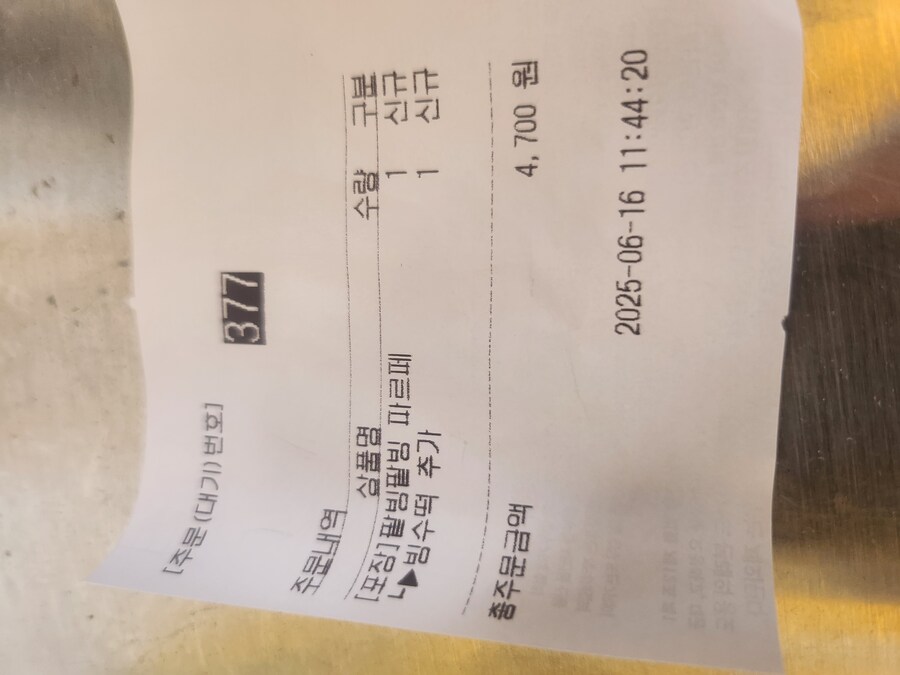 [주문(대기)번호]
377
주문내역
상품명 수량 구분
[포장]팥빙팥빙 파르페 1 신규
┗▶빙수떡 추가 1 신규
총주문금액 4,700 원
2025-06-16 11:44:20